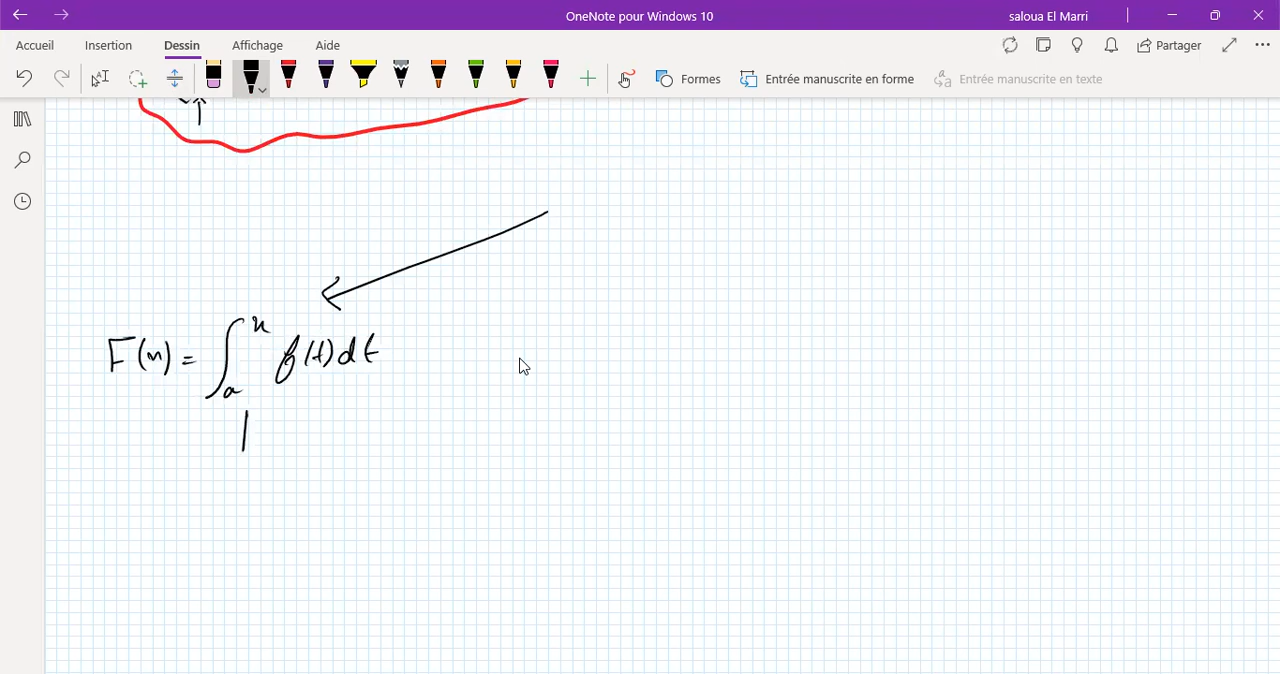 OneNote pour Windows 10
saloua El Marri
Accueil Insertion Dessin Affichage Aide
Partager
Formes Entrée manuscrite en forme Entrée manuscrite en texte
F(x) = ∫ₐˣ f(t)dt